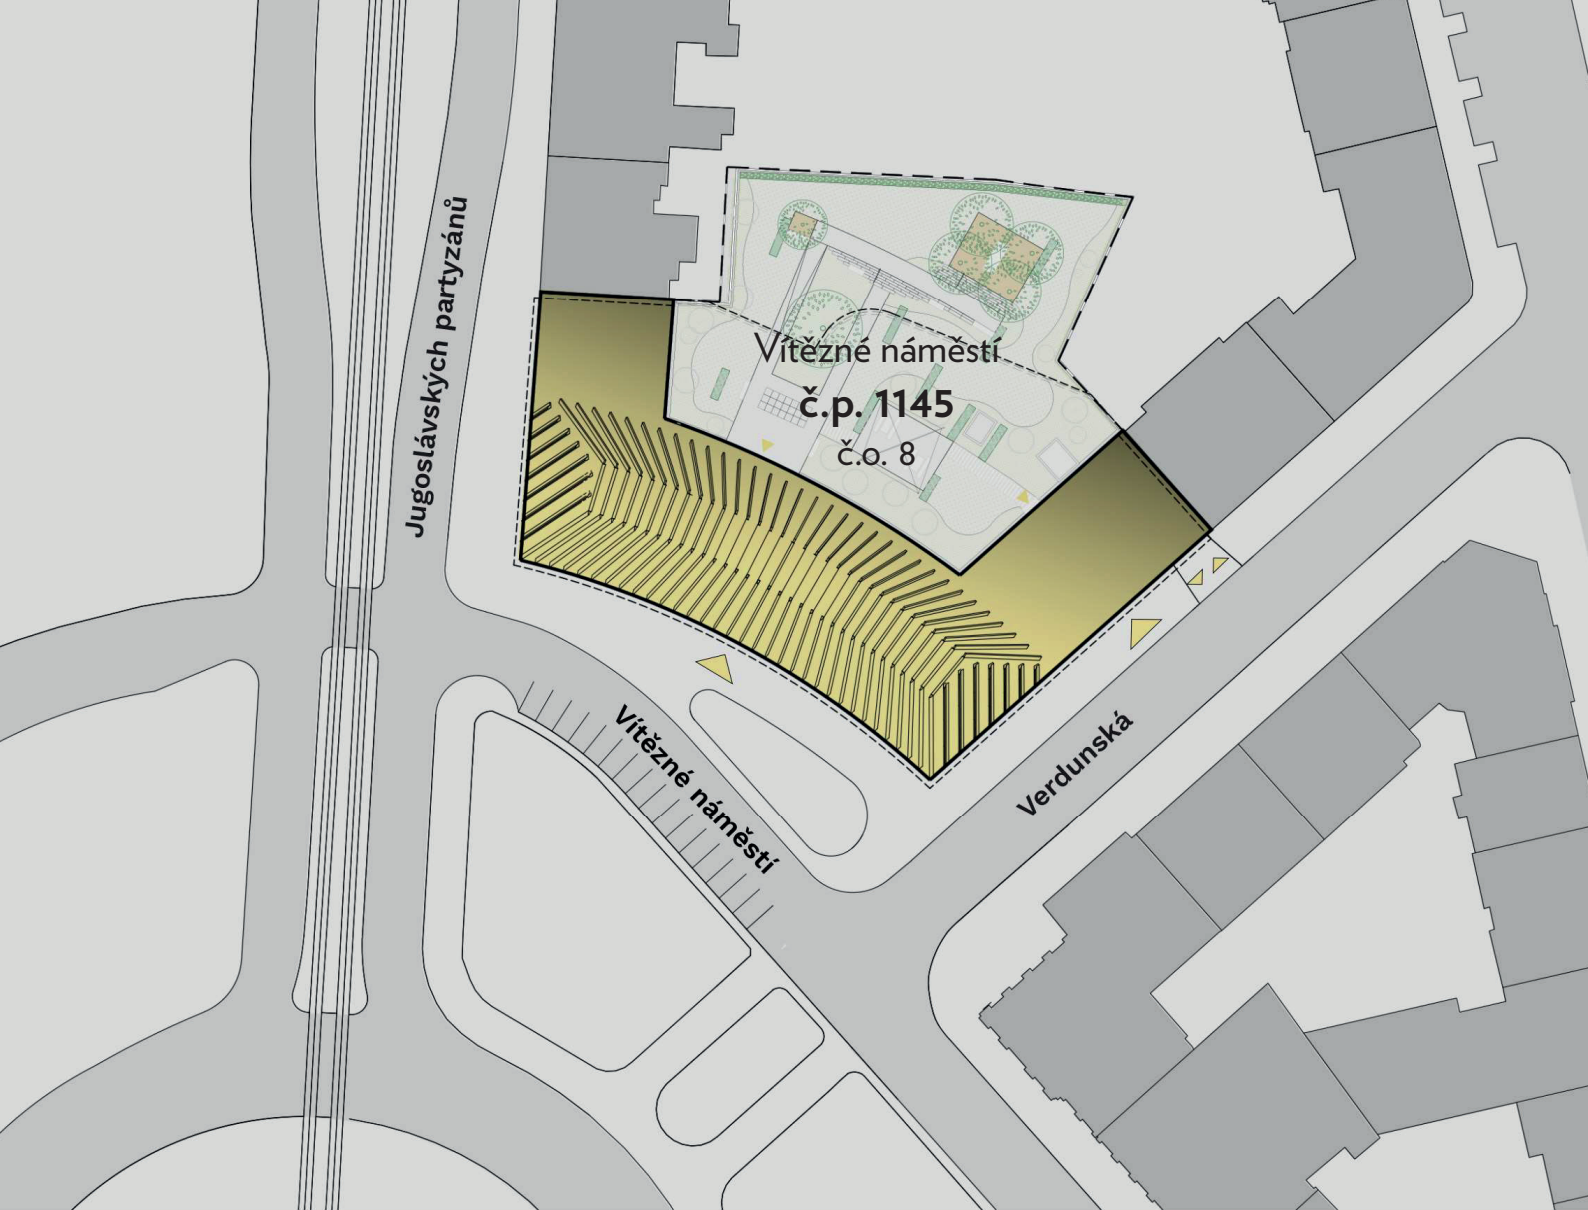 Jugoslávských partyzánů
Vítězné náměstí
č.p. 1145
č.o. 8
Vítězné náměstí
Verdunská